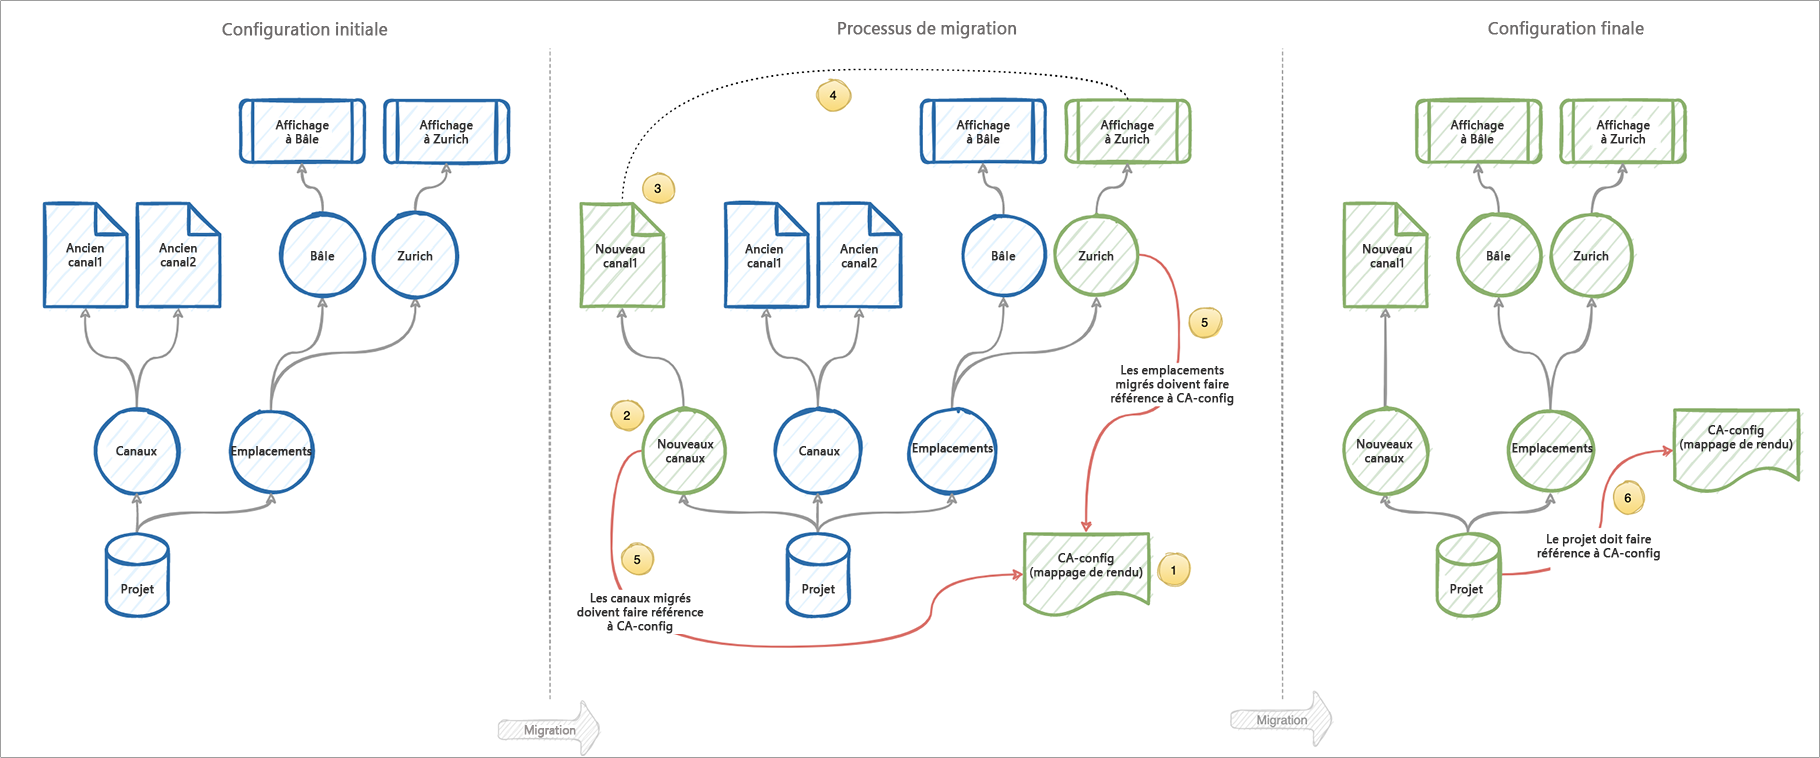 Configuration initiale
Affichage
à Bâle
Affichage
à Zurich
Ancien
canal1
Ancien
canal2
Bâle
Zurich
Canaux
Emplacements
Projet
Migration
Processus de migration
4
3
Affichage
à Bâle
Affichage
à Zurich
Nouveau
canal1
Ancien
canal1
Ancien
canal2
Bâle
Zurich
5
Les emplacements
migrés doivent faire
référence à CA-config
2
Nouveaux
canaux
Canaux
Emplacements
5
Les canaux migrés
doivent faire référence
à CA-config
Projet
CA-config
(mappage de rendu)
1
Migration
Configuration finale
Affichage
à Bâle
Affichage
à Zurich
Nouveau
canal1
Bâle
Zurich
Nouveaux
canaux
Emplacements
CA-config
(mappage de rendu)
6
Le projet doit faire
référence à CA-config
Projet